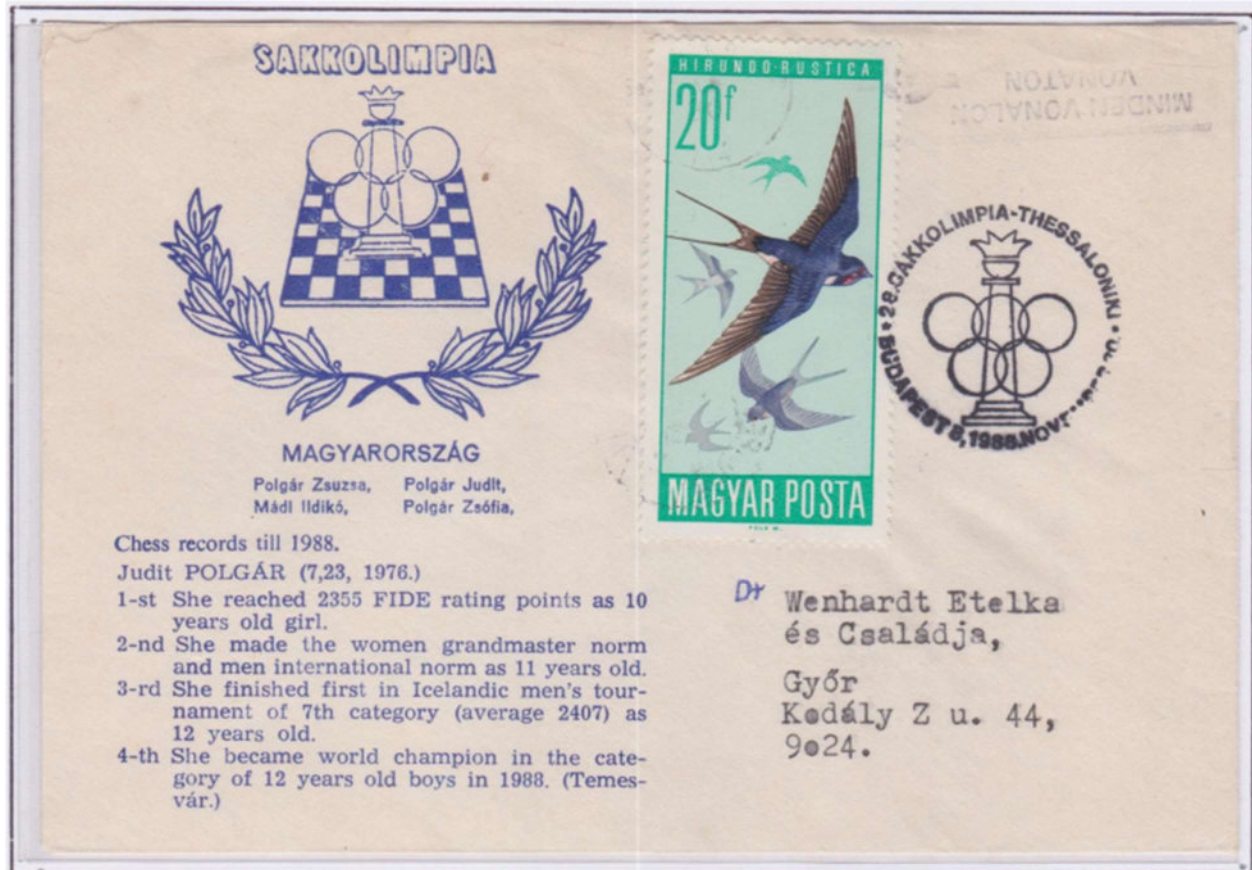 SAKKOLIMPIA
MAGYARORSZÁG
Polgár Zsuzsa, Polgár Judit,
Mádl Ildikó, Polgár Zsófia,
Chess records till 1988.
Judit POLGÁR (7,23, 1976.)
1-st She reached 2355 FIDE rating points as 10
years old girl.
2-nd She made the women grandmaster norm
and men international norm as 11 years old.
3-rd She finished first in Icelandic men's tour-
nament of 7th category (average 2407) as
12 years old.
4-th She became world champion in the cate-
gory of 12 years old boys in 1988. (Temes-
vár.)
HIRUNDO-RUSTICA
20f
MAGYAR POSTA
MINDEN VONALON
VONATON
28.SAKKOLIMPIA-THESSALONIKI
BUDAPEST 8,1988.NOV.
Dr Wenhardt Etelka
és Családja,
Győr
Kodály Z u. 44,
9024.